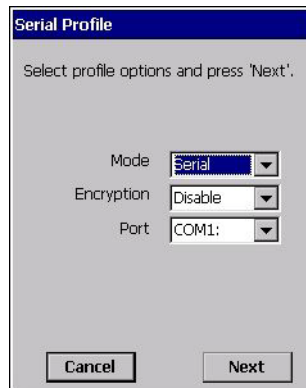 Serial Profile
Select profile options and press 'Next'.
Mode Serial
Encryption Disable
Port COM1:
Cancel Next